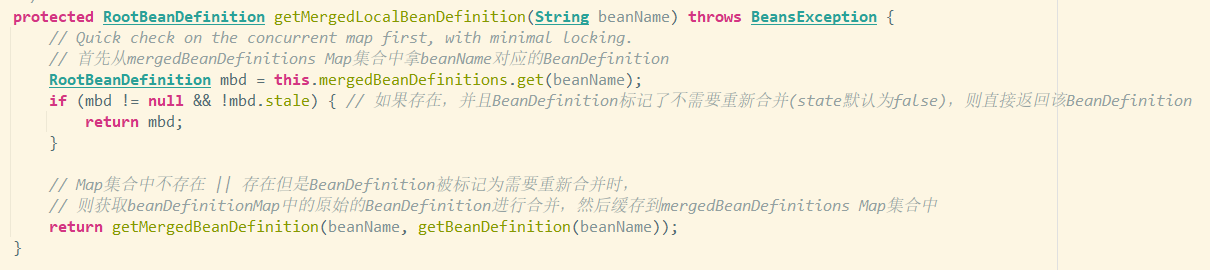 protected RootBeanDefinition getMergedLocalBeanDefinition(String beanName) throws BeansException {
// Quick check on the concurrent map first, with minimal locking.
// 首先从mergedBeanDefinitions Map集合中拿beanName对应的BeanDefinition
RootBeanDefinition mbd = this.mergedBeanDefinitions.get(beanName);
if (mbd != null && !mbd.stale) { // 如果存在，并且BeanDefinition标记了不需要重新合并(state默认为false)，则直接返回该BeanDefinition
return mbd;
}
// Map集合中不存在 || 存在但是BeanDefinition被标记为需要重新合并时，
// 则获取beanDefinitionMap中的原始的BeanDefinition进行合并，然后缓存到mergedBeanDefinitions Map集合中
return getMergedBeanDefinition(beanName, getBeanDefinition(beanName));
}